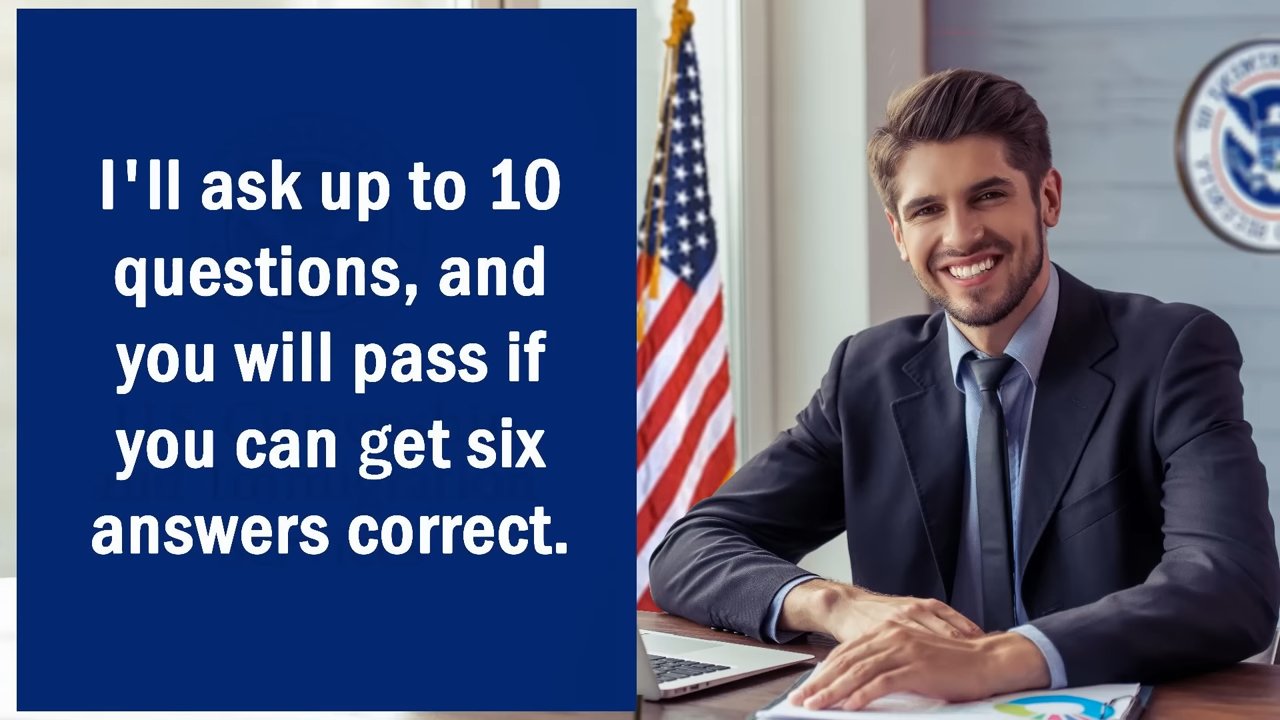 I'll ask up to 10
questions, and
you will pass if
you can get six
answers correct.